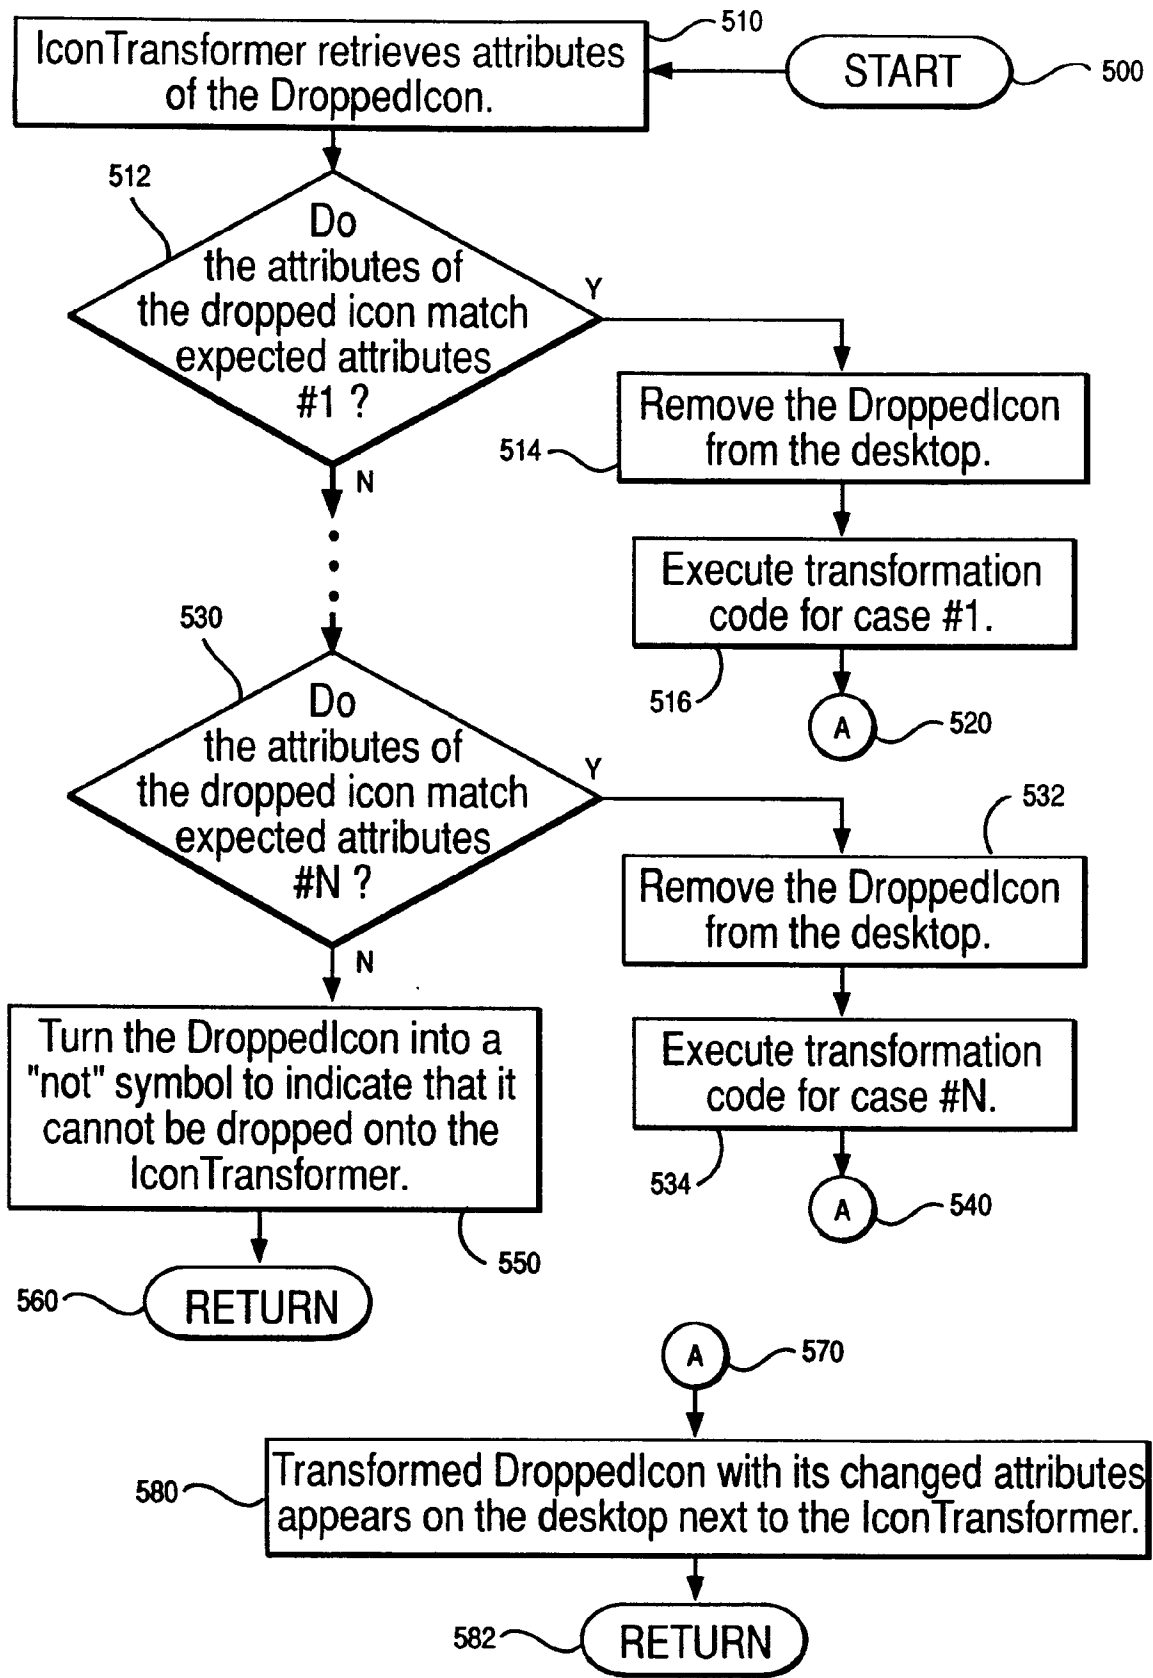 510
IconTransformer retrieves attributes
of the DroppedIcon.
START
500
512
Do
the attributes of
the dropped icon match
expected attributes
#1 ?
Y
N
Remove the DroppedIcon
from the desktop.
514
Execute transformation
code for case #1.
516
A
520
530
Do
the attributes of
the dropped icon match
expected attributes
#N ?
Y
N
532
Remove the DroppedIcon
from the desktop.
Execute transformation
code for case #N.
534
A
540
Turn the DroppedIcon into a
"not" symbol to indicate that it
cannot be dropped onto the
IconTransformer.
550
560
RETURN
A
570
Transformed DroppedIcon with its changed attributes
appears on the desktop next to the IconTransformer.
580
582
RETURN